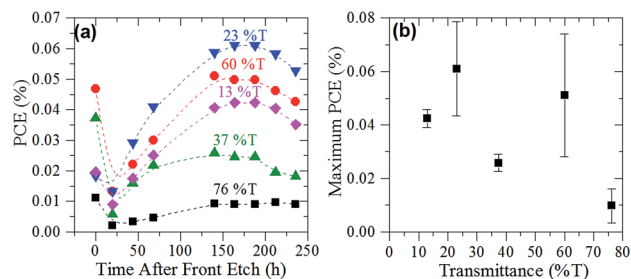 (a)
23 %T
60 %T
13 %T
37 %T
76 %T
0.07
0.06
0.05
0.04
0.03
0.02
0.01
0.00
PCE (%)
0 50 100 150 200 250
Time After Front Etch (h)
(b)
0.08
0.06
0.04
0.02
0.00
Maximum PCE (%)
10 20 30 40 50 60 70 80
Transmittance (%T)